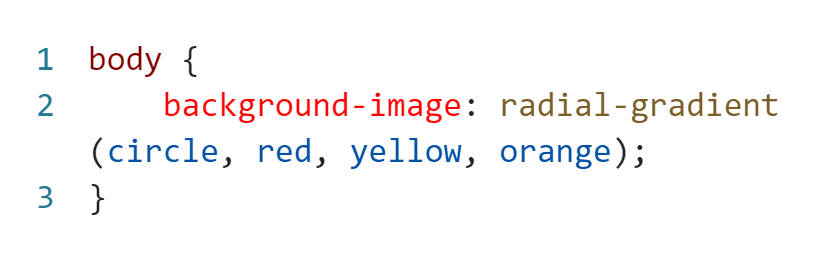 1 body {
2     background-image: radial-gradient
(circle, red, yellow, orange);
3 }